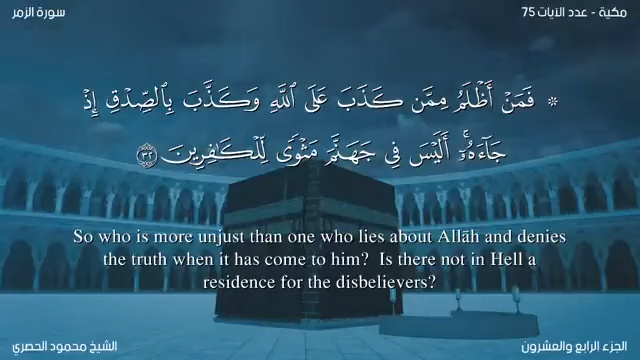 مكية - عدد الآيات 75
سورة الزمر
۞ فَمَنْ أَظْلَمُ مِمَّن كَذَبَ عَلَى ٱللَّهِ وَكَذَّبَ بِٱلصِّدْقِ إِذْ
جَآءَهُۥٓ ۚ أَلَيْسَ فِى جَهَنَّمَ مَثْوًى لِّلْكَـٰفِرِينَ ٣٢
So who is more unjust than one who lies about Allāh and denies
the truth when it has come to him?  Is there not in Hell a
residence for the disbelievers?
الجزء الرابع والعشرون
الشيخ محمود الحصري